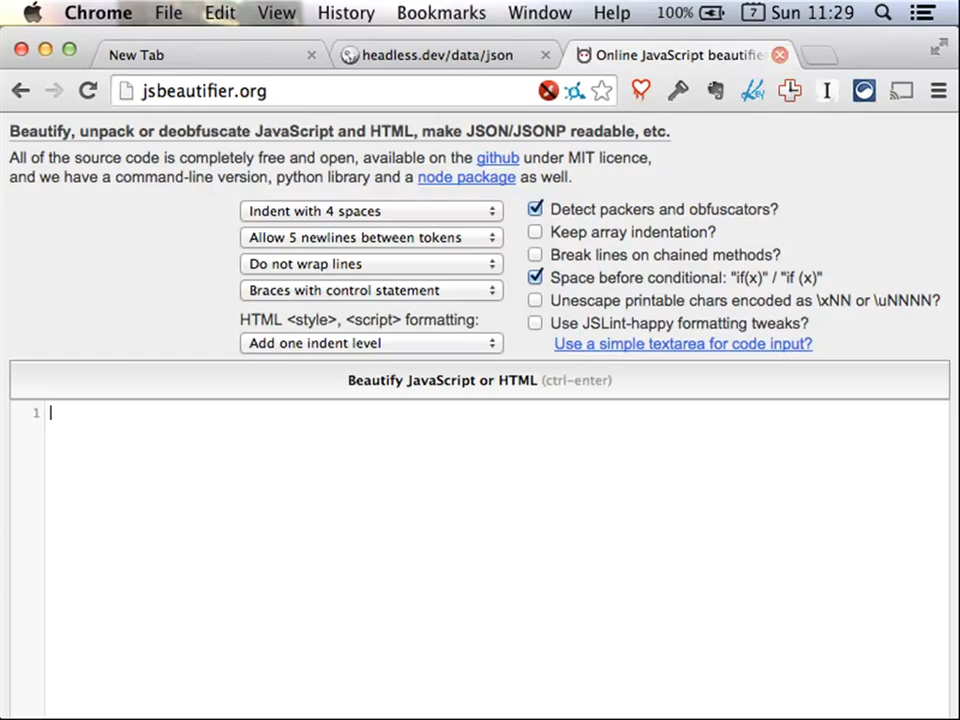 Chrome File Edit View History Bookmarks Window Help 100% 7 Sun 11:29
New Tab headless.dev/data/json Online JavaScript beautifie
jsbeautifier.org
Beautify, unpack or deobfuscate JavaScript and HTML, make JSON/JSONP readable, etc.
All of the source code is completely free and open, available on the github under MIT licence,
and we have a command-line version, python library and a node package as well.
Indent with 4 spaces
Allow 5 newlines between tokens
Do not wrap lines
Braces with control statement
HTML <style>, <script> formatting:
Add one indent level
Detect packers and obfuscators?
Keep array indentation?
Break lines on chained methods?
Space before conditional: "if(x)" / "if (x)"
Unescape printable chars encoded as \xNN or \uNNNN?
Use JSLint-happy formatting tweaks?
Use a simple textarea for code input?
Beautify JavaScript or HTML (ctrl-enter)
1